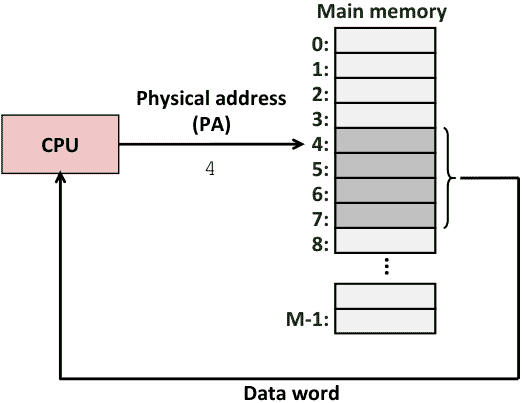 Main memory
0:
1:
2:
3:
4:
5:
6:
7:
8:
M-1:
Physical address
(PA)
4
CPU
Data word